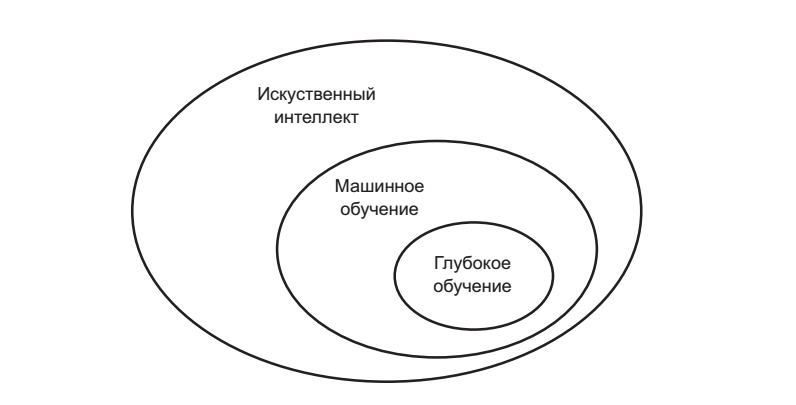 Искуственный
интеллект
Машинное
обучение
Глубокое
обучение